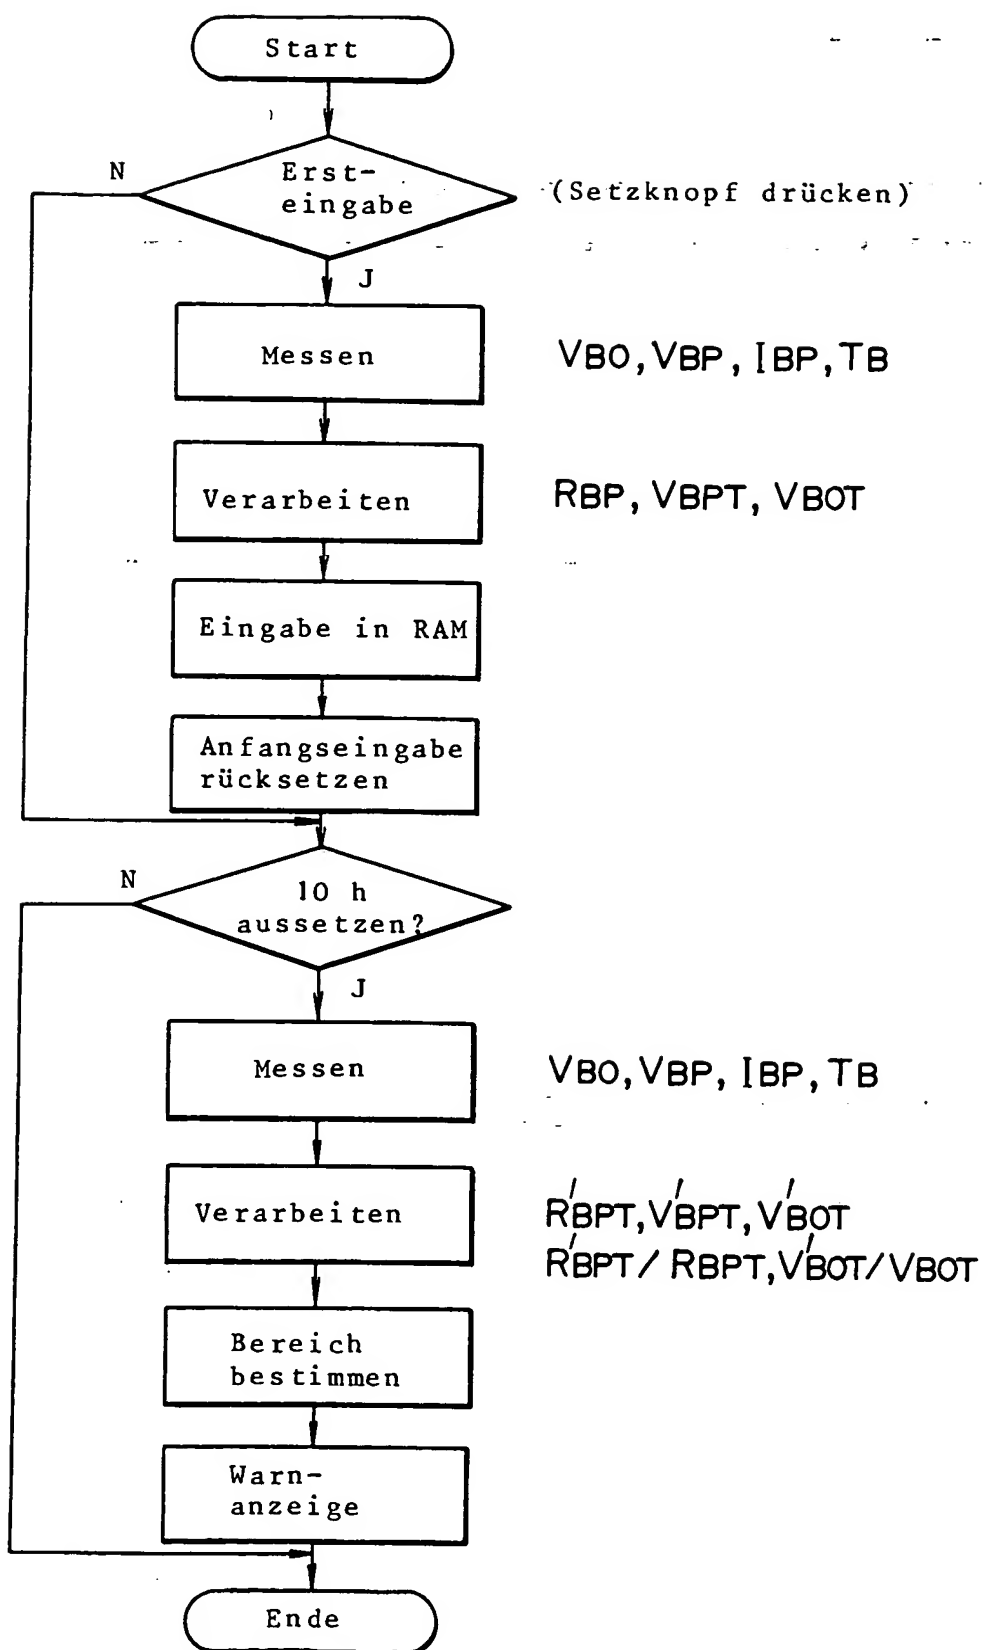 Start
N
Erst-
eingabe
(Setzknopf drücken)
J
Messen
VBO, VBP, IBP, TB
Verarbeiten
RBP, VBPT, VBOT
Eingabe in RAM
Anfangseingabe
rücksetzen
N
10 h
aussetzen?
J
Messen
VBO, VBP, IBP, TB
Verarbeiten
R'BPT, V'BPT, V'BOT
R'BPT / RBPT, V'BOT / VBOT
Bereich
bestimmen
Warn-
anzeige
Ende